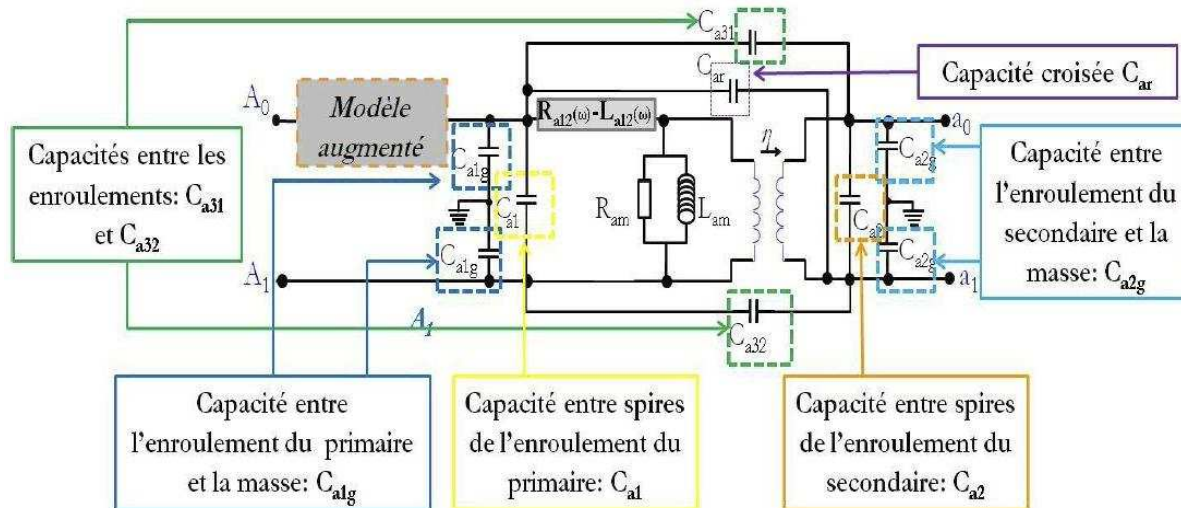 C_a31
Capacité croisée C_ar
C_ar
A_0
Modèle
augmenté
R_a12(ω)-L_a12(ω)
a_0
Capacités entre les
enroulements: C_a31
et C_a32
C_a1g
C_a1
R_am
L_am
η
C_a2
C_a2g
Capacité entre
l'enroulement du
secondaire et la
masse: C_a2g
A_1
C_a1g
C_a2g
a_1
A_1
C_a32
Capacité entre
l'enroulement du primaire
et la masse: C_a1g
Capacité entre spires
de l'enroulement du
primaire: C_a1
Capacité entre spires
de l'enroulement du
secondaire: C_a2